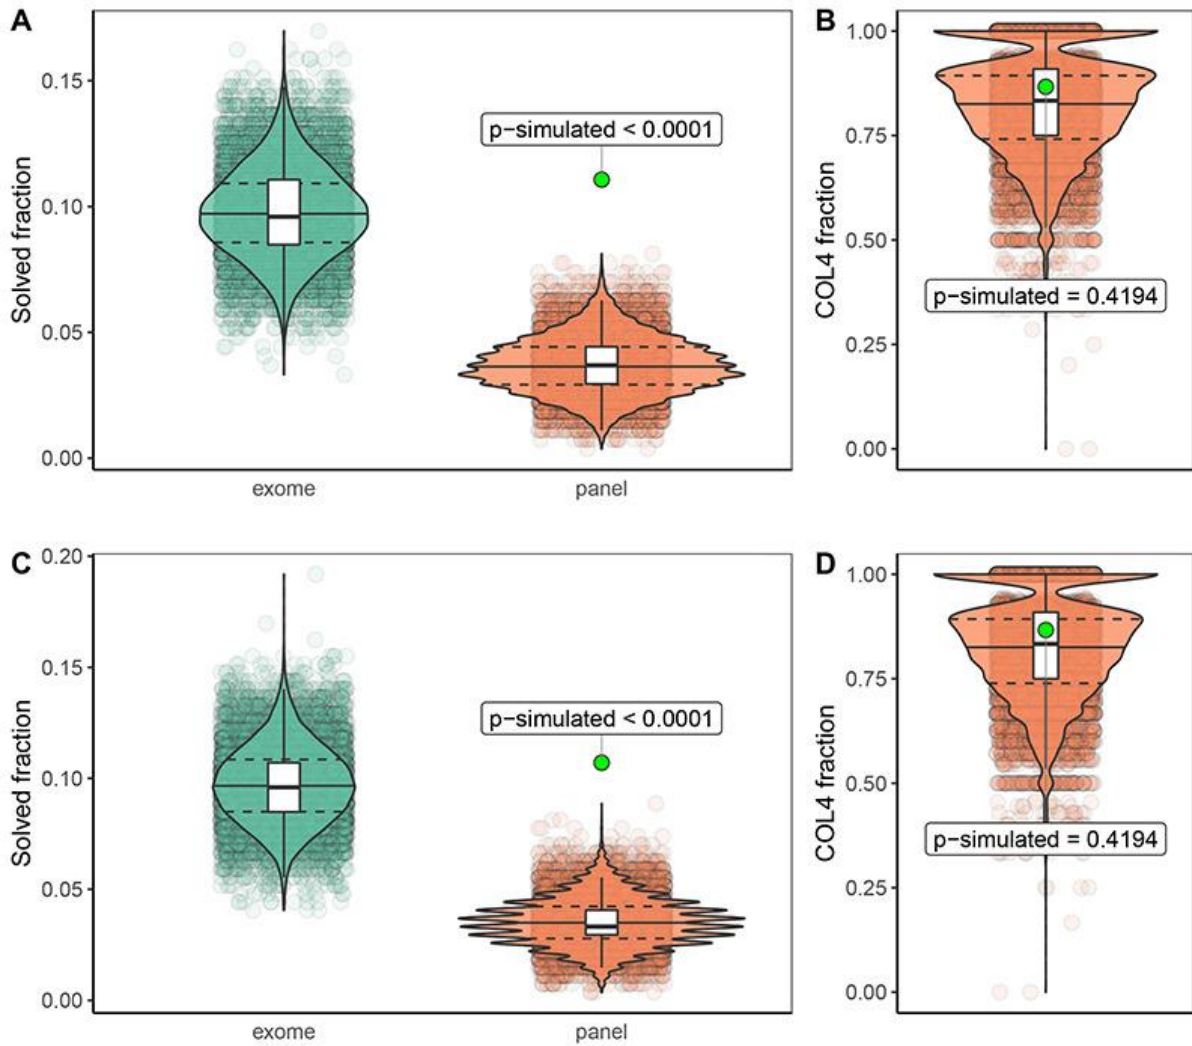 A
B
Solved fraction
0.15
0.10
0.05
0.00
p-simulated < 0.0001
exome
panel
COL4 fraction
1.00
0.75
0.50
0.25
0.00
p-simulated = 0.4194
C
D
Solved fraction
0.20
0.15
0.10
0.05
0.00
p-simulated < 0.0001
exome
panel
COL4 fraction
1.00
0.75
0.50
0.25
0.00
p-simulated = 0.4194